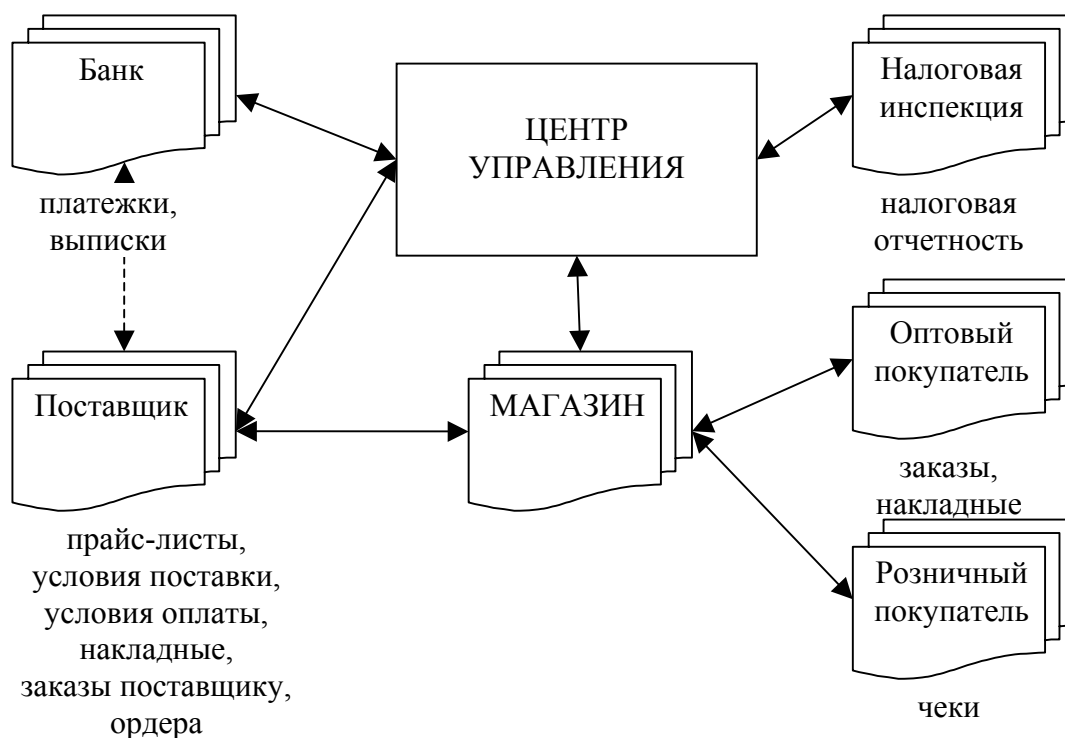 Банк
платежки,
выписки
ЦЕНТР
УПРАВЛЕНИЯ
Налоговая
инспекция
налоговая
отчетность
Поставщик
прайс-листы,
условия поставки,
условия оплаты,
накладные,
заказы поставщику,
ордера
МАГАЗИН
Оптовый
покупатель
заказы,
накладные
Розничный
покупатель
чеки